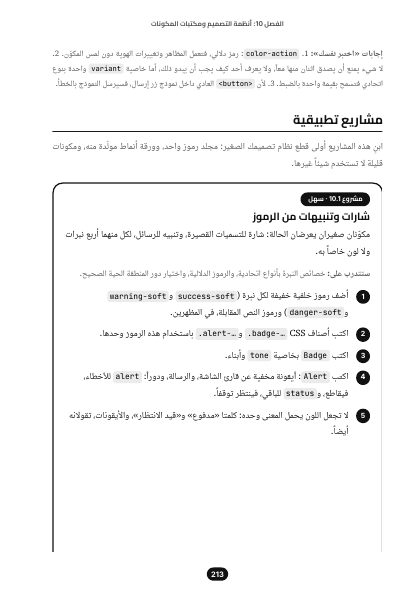 الفصل 10: أنظمة التصميم ومكتبات المكونات
إجابات «اختبر نفسك»: 1. color-action : رمز دلالي، فتعمل المظاهر وتغييرات الهوية دون لمس المكوّن. 2.
لا شيء يمنع أن يصدق اثنان منها معاً، ولا يعرف أحد كيف يجب أن يبدو ذلك، أما خاصية variant واحدة بنوع
اتحادي فتسمح بقيمة واحدة بالضبط. 3. لأن <button> العادي داخل نموذج زر إرسال، فسيرسل النموذج بالخطأ.
مشاريع تطبيقية
ابنِ هذه المشاريع أولى قطع نظام تصميمك الصغير: مجلد رموز واحد، وورقة أنماط مولّدة منه، ومكونات
قليلة لا تستخدم شيئاً غيرها.
مشروع 10.1 · سهل
شارات وتنبيهات من الرموز
مكوّنان صغيران يعرضان الحالة: شارة للتسميات القصيرة، وتنبيه للرسائل، لكل منهما أربع نبرات
ولا لون خاصاً به.
ستتدرب على: خصائص النبرة بأنواع اتحادية، والرموز الدلالية، واختيار دور المنطقة الحية الصحيح.
1 أضف رموز خلفية خفيفة لكل نبرة ( success-soft و warning-soft
و danger-soft ) ورموز النص المقابلة، في المظهرين.
2 اكتب أصناف CSS ‎.badge-… و ‎.alert-… باستخدام هذه الرموز وحدها.
3 اكتب Badge بخاصية tone وأبناء.
4 اكتب Alert : أيقونة مخفية عن قارئ الشاشة، والرسالة، ودوراً: alert للأخطاء،
فيقاطع، و status للباقي، فينتظر توقفاً.
5 لا تجعل اللون يحمل المعنى وحده: كلمتا «مدفوع» و«قيد الانتظار»، والأيقونات، تقولانه
أيضاً.
213